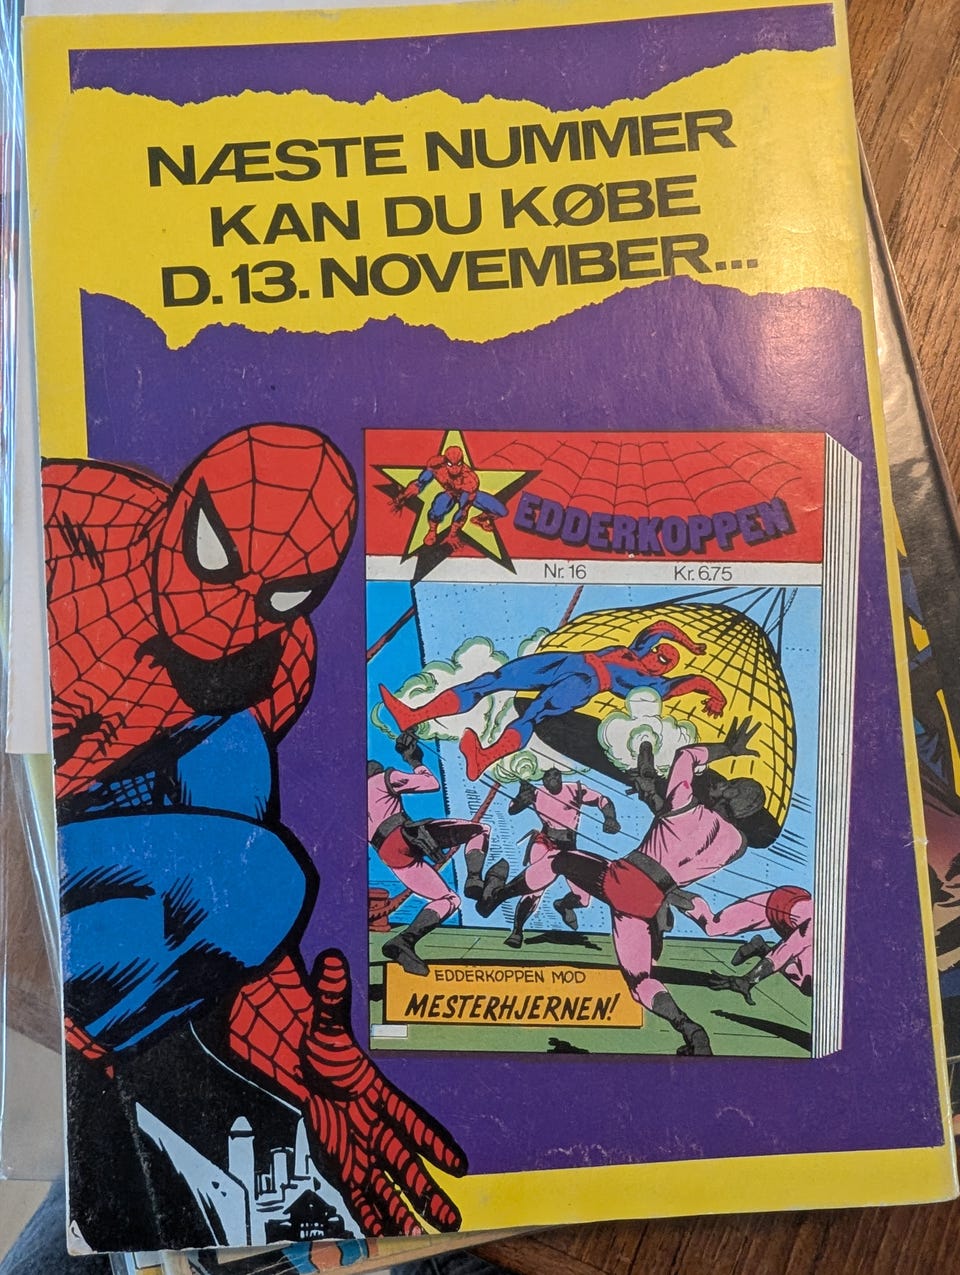 NÆSTE NUMMER
KAN DU KØBE
D. 13. NOVEMBER...
EDDERKOPPEN
Nr. 16 Kr. 6.75
EDDERKOPPEN MOD
MESTERHJERNEN!